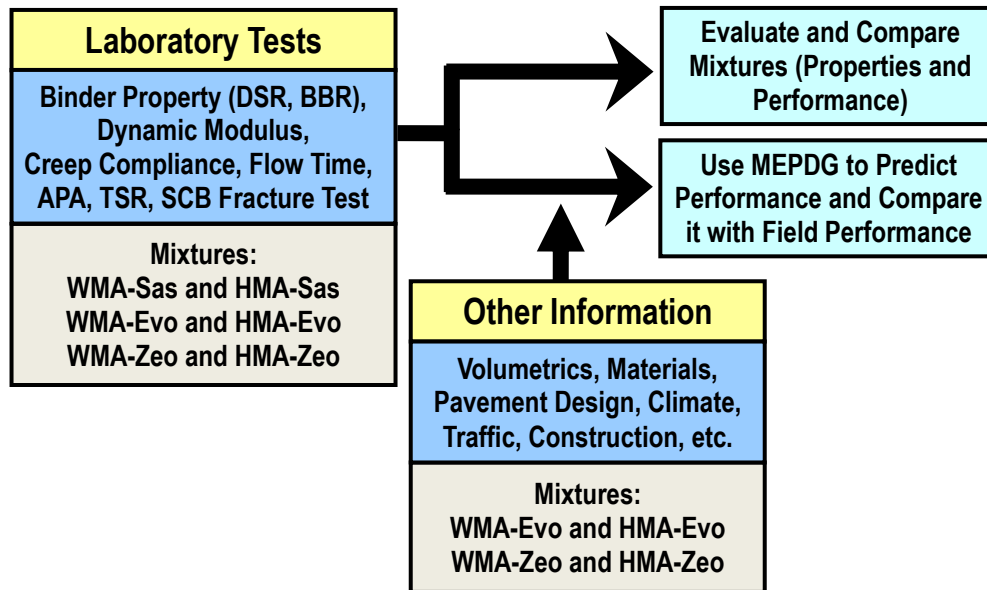 Laboratory Tests
Binder Property (DSR, BBR),
Dynamic Modulus,
Creep Compliance, Flow Time,
APA, TSR, SCB Fracture Test
Mixtures:
WMA-Sas and HMA-Sas
WMA-Evo and HMA-Evo
WMA-Zeo and HMA-Zeo
Evaluate and Compare
Mixtures (Properties and
Performance)
Use MEPDG to Predict
Performance and Compare
it with Field Performance
Other Information
Volumetrics, Materials,
Pavement Design, Climate,
Traffic, Construction, etc.
Mixtures:
WMA-Evo and HMA-Evo
WMA-Zeo and HMA-Zeo